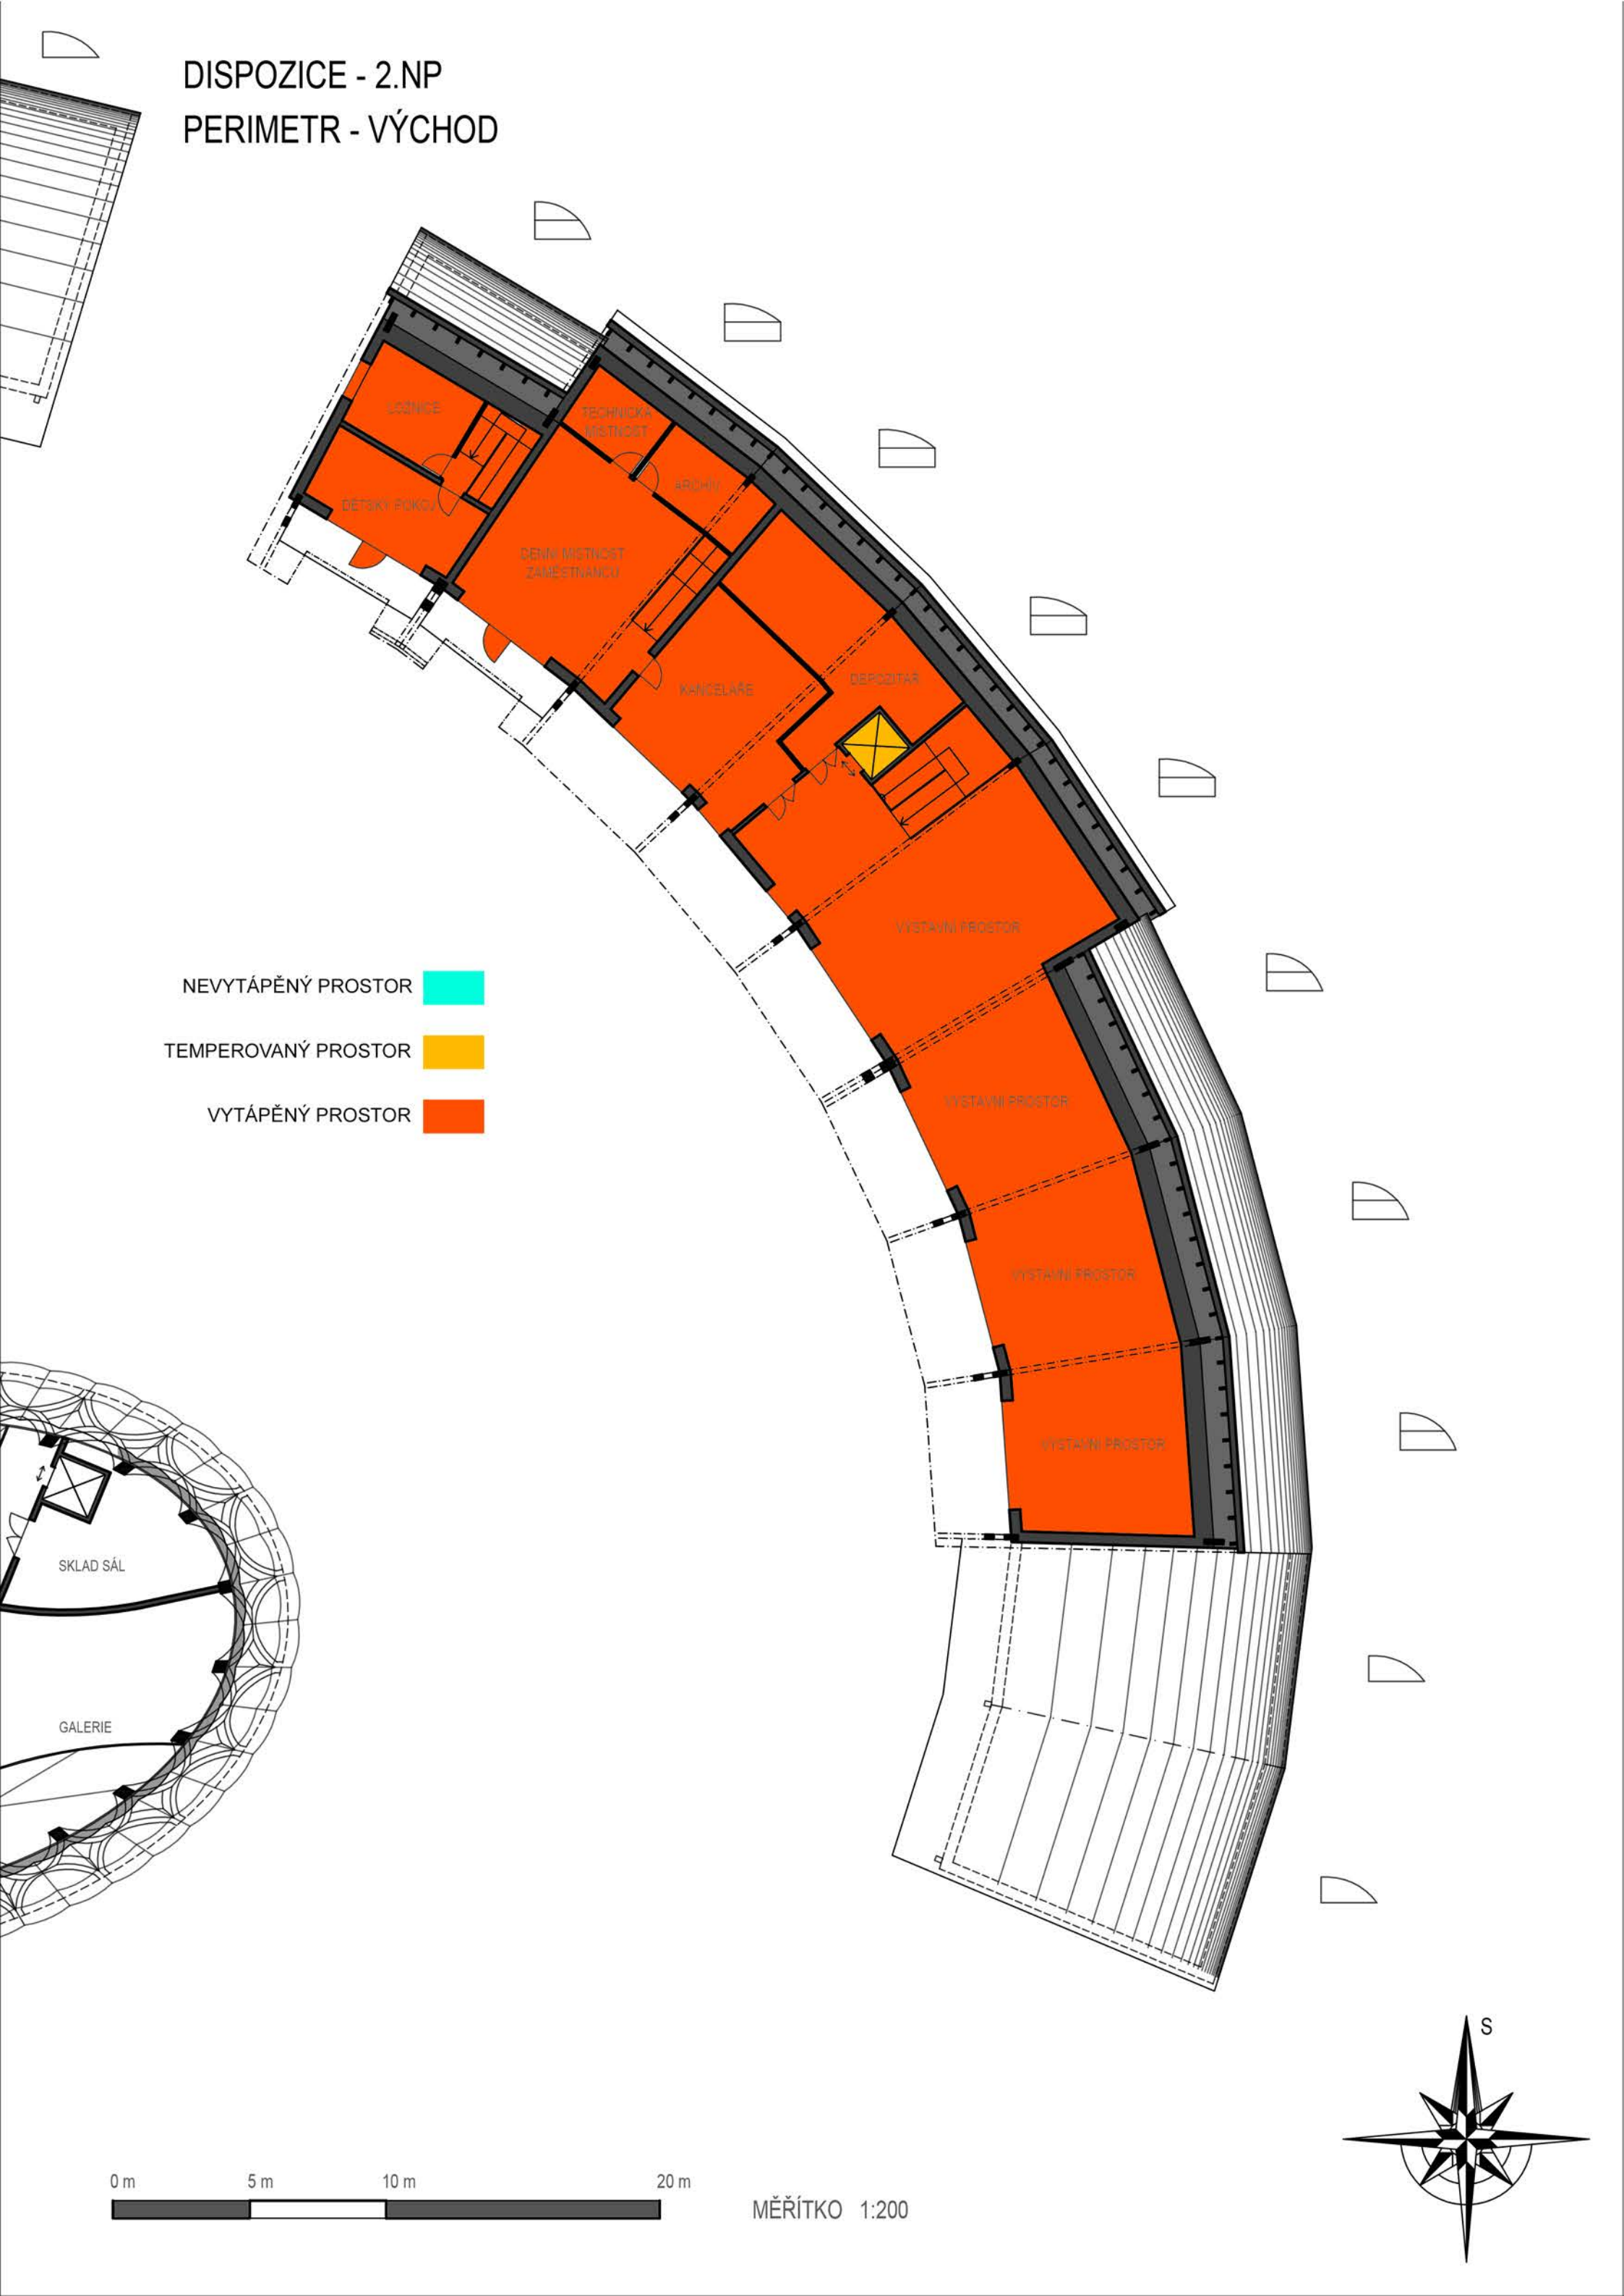 DISPOZICE - 2.NP
PERIMETR - VÝCHOD
LOŽNICE
TECHNICKÁ
MÍSTNOST
ARCHÍV
DĚTSKÝ POKOJ
DENNÍ MÍSTNOST
ZAMĚSTNANCŮ
KANCELÁŘE
DEPOZITÁŘ
VÝSTAVNÍ PROSTOR
NEVYTÁPĚNÝ PROSTOR
TEMPEROVANÝ PROSTOR
VYTÁPĚNÝ PROSTOR
VÝSTAVNÍ PROSTOR
VÝSTAVNÍ PROSTOR
VÝSTAVNÍ PROSTOR
SKLAD SÁL
GALERIE
S
0 m
5 m
10 m
20 m
MĚŘÍTKO 1:200